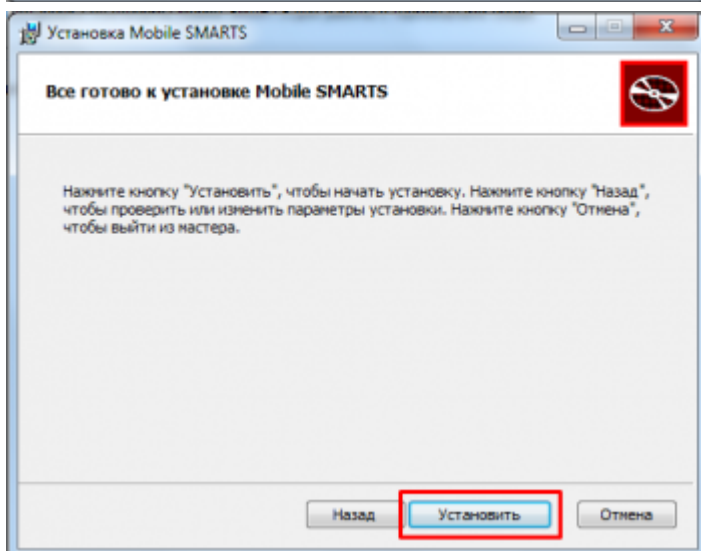 Установка Mobile SMARTS
Все готово к установке Mobile SMARTS
Нажмите кнопку "Установить", чтобы начать установку. Нажмите кнопку "Назад",
чтобы проверить или изменить параметры установки. Нажмите кнопку "Отмена",
чтобы выйти из мастера.
Назад
Установить
Отмена